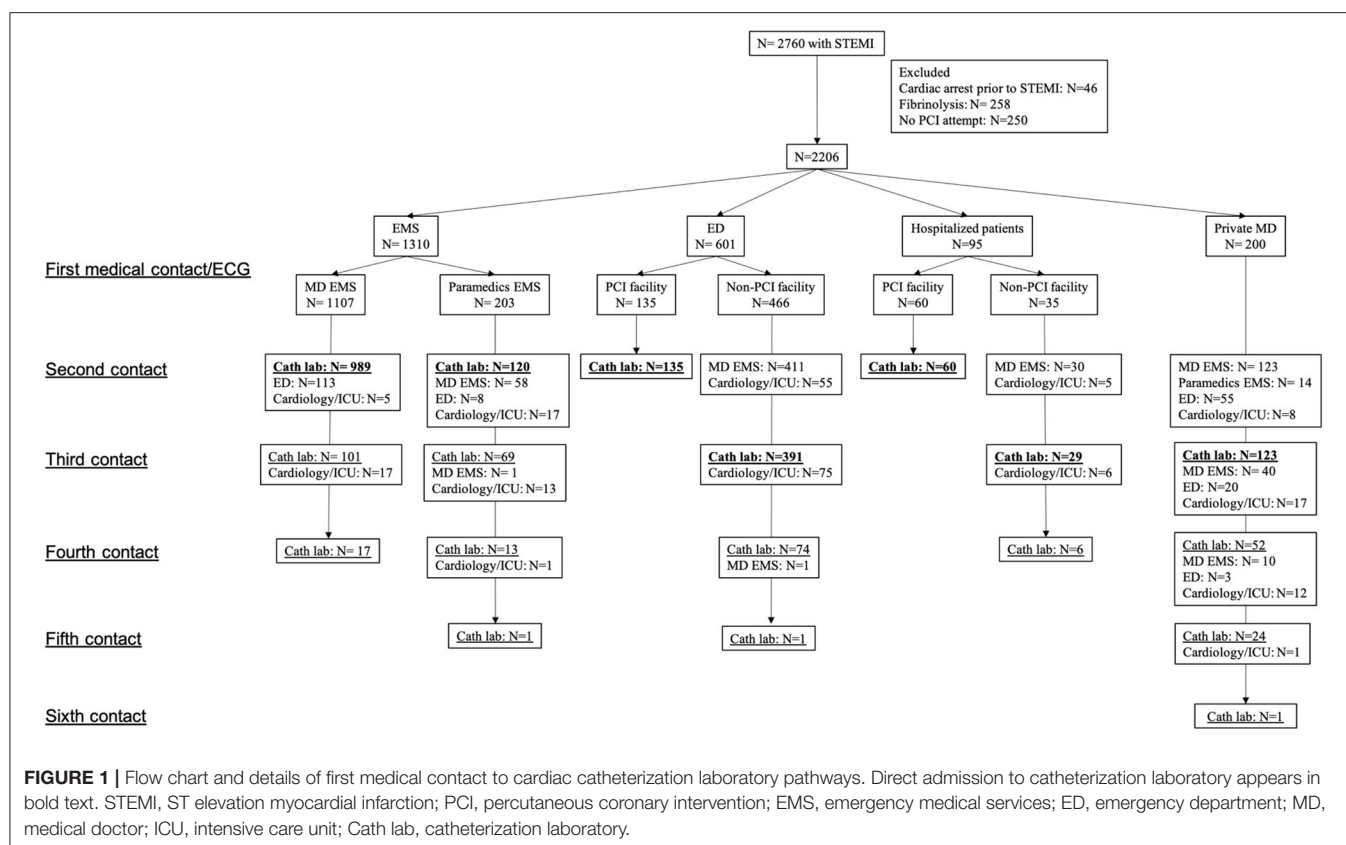 N= 2760 with STEMI
Excluded
Cardiac arrest prior to STEMI: N=46
Fibrinolysis: N= 258
No PCI attempt: N=250
N=2206
EMS
N= 1310
ED
N= 601
Hospitalized patients
N=95
Private MD
N= 200
First medical contact/ECG
MD EMS
N= 1107
Paramedics EMS
N= 203
PCI facility
N= 135
Non-PCI facility
N=466
PCI facility
N=60
Non-PCI facility
N=35
Second contact
Cath lab: N= 989
ED: N=113
Cardiology/ICU: N=5
Cath lab: N=120
MD EMS: N= 58
ED: N=8
Cardiology/ICU: N=17
Cath lab: N=135
MD EMS: N=411
Cardiology/ICU: N=55
Cath lab: N=60
MD EMS: N=30
Cardiology/ICU: N=5
MD EMS: N= 123
Paramedics EMS: N= 14
ED: N=55
Cardiology/ICU: N=8
Third contact
Cath lab: N= 101
Cardiology/ICU: N=17
Cath lab: N=69
MD EMS: N= 1
Cardiology/ICU: N=13
Cath lab: N=391
Cardiology/ICU: N=75
Cath lab: N=29
Cardiology/ICU: N=6
Cath lab: N=123
MD EMS: N= 40
ED: N=20
Cardiology/ICU: N=17
Fourth contact
Cath lab: N= 17
Cath lab: N=13
Cardiology/ICU: N=1
Cath lab: N=74
MD EMS: N=1
Cath lab: N=6
Cath lab: N=52
MD EMS: N= 10
ED: N=3
Cardiology/ICU: N=12
Fifth contact
Cath lab: N=1
Cath lab: N=1
Cath lab: N=24
Cardiology/ICU: N=1
Sixth contact
Cath lab: N=1
FIGURE 1 | Flow chart and details of first medical contact to cardiac catheterization laboratory pathways. Direct admission to catheterization laboratory appears in
bold text. STEMI, ST elevation myocardial infarction; PCI, percutaneous coronary intervention; EMS, emergency medical services; ED, emergency department; MD,
medical doctor; ICU, intensive care unit; Cath lab, catheterization laboratory.